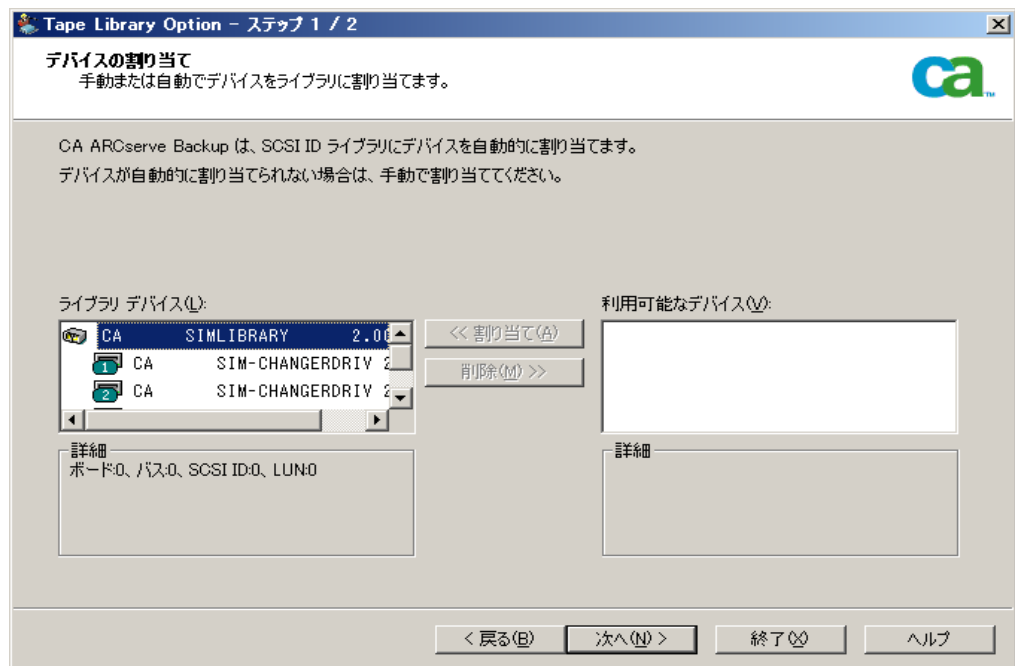 Tape Library Option - ステップ 1 / 2
デバイスの割り当て
手動または自動でデバイスをライブラリに割り当てます。
ca
CA ARCserve Backup は、SCSI ID ライブラリにデバイスを自動的に割り当てます。
デバイスが自動的に割り当てられない場合は、手動で割り当ててください。
ライブラリ デバイス(L):
利用可能なデバイス(V):
CA SIMLIBRARY 2.00
1 CA SIM-CHANGERDRIV 2
2 CA SIM-CHANGERDRIV 2
<< 割り当て(A)
削除(M) >>
詳細
ボード:0、バス:0、SCSI ID:0、LUN:0
詳細
< 戻る(B)
次へ(N) >
終了(X)
ヘルプ